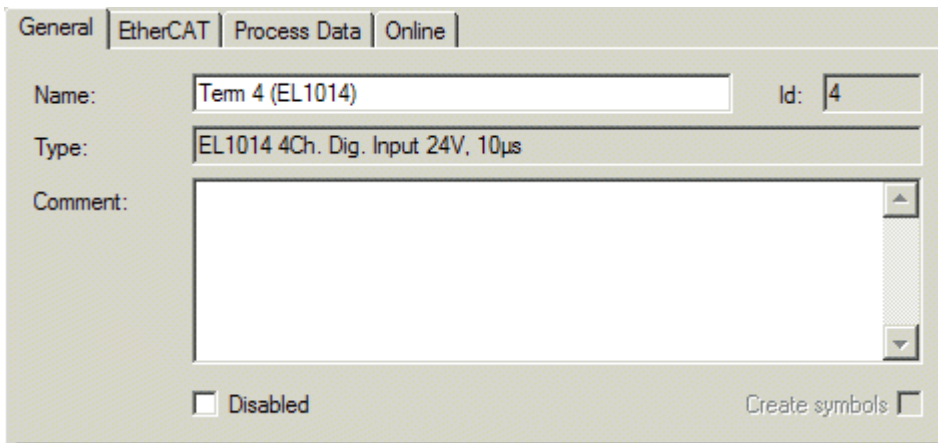 General EtherCAT Process Data Online
Name: Term 4 (EL1014) Id: 4
Type: EL1014 4Ch. Dig. Input 24V, 10µs
Comment:
Disabled Create symbols